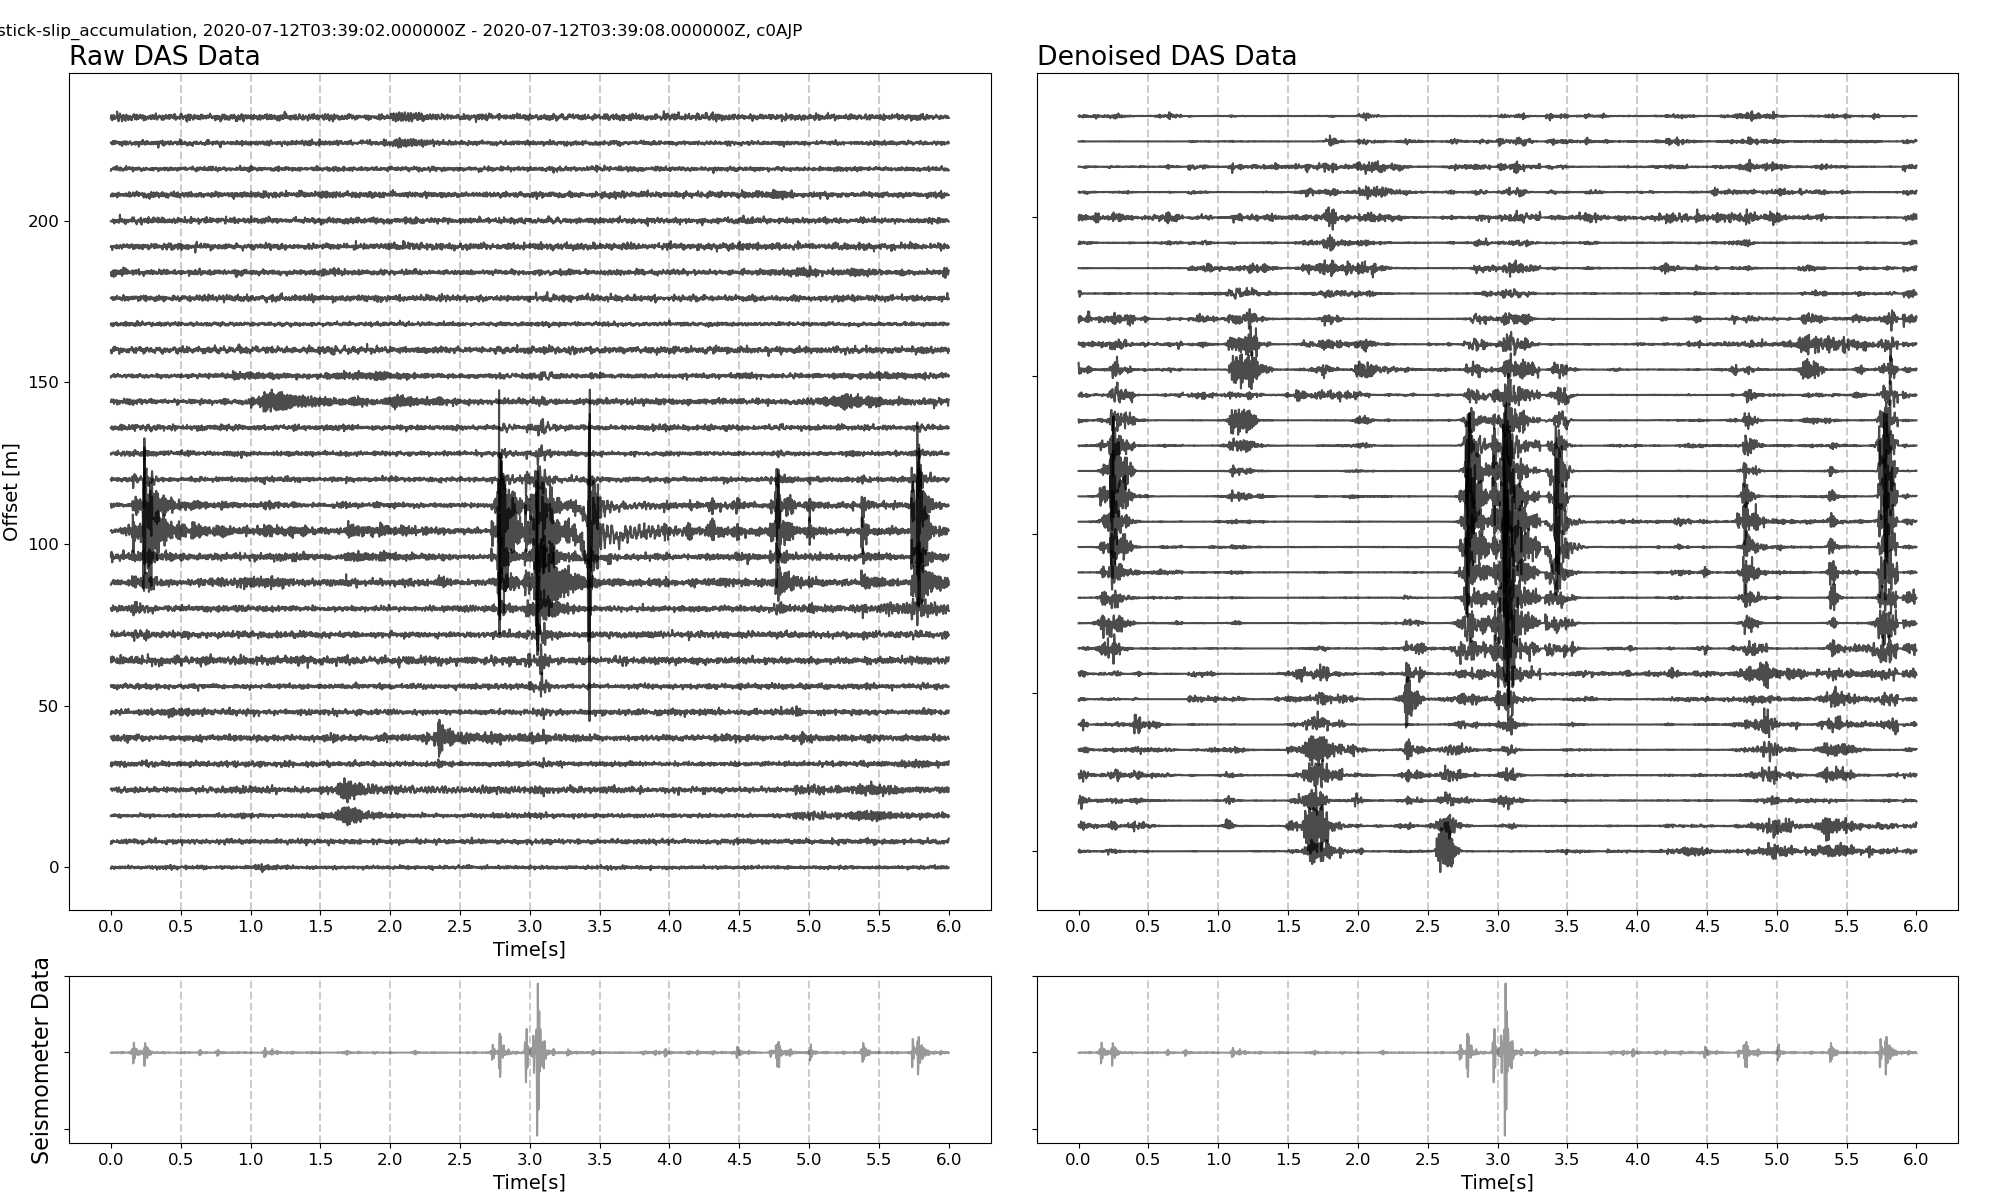 stick-slip_accumulation, 2020-07-12T03:39:02.000000Z - 2020-07-12T03:39:08.000000Z, c0AJP
Raw DAS Data
Denoised DAS Data
Offset [m]
200
150
100
50
0
0.0 0.5 1.0 1.5 2.0 2.5 3.0 3.5 4.0 4.5 5.0 5.5 6.0
Time[s]
0.0 0.5 1.0 1.5 2.0 2.5 3.0 3.5 4.0 4.5 5.0 5.5 6.0
Seismometer Data
0.0 0.5 1.0 1.5 2.0 2.5 3.0 3.5 4.0 4.5 5.0 5.5 6.0
Time[s]
0.0 0.5 1.0 1.5 2.0 2.5 3.0 3.5 4.0 4.5 5.0 5.5 6.0
Time[s]